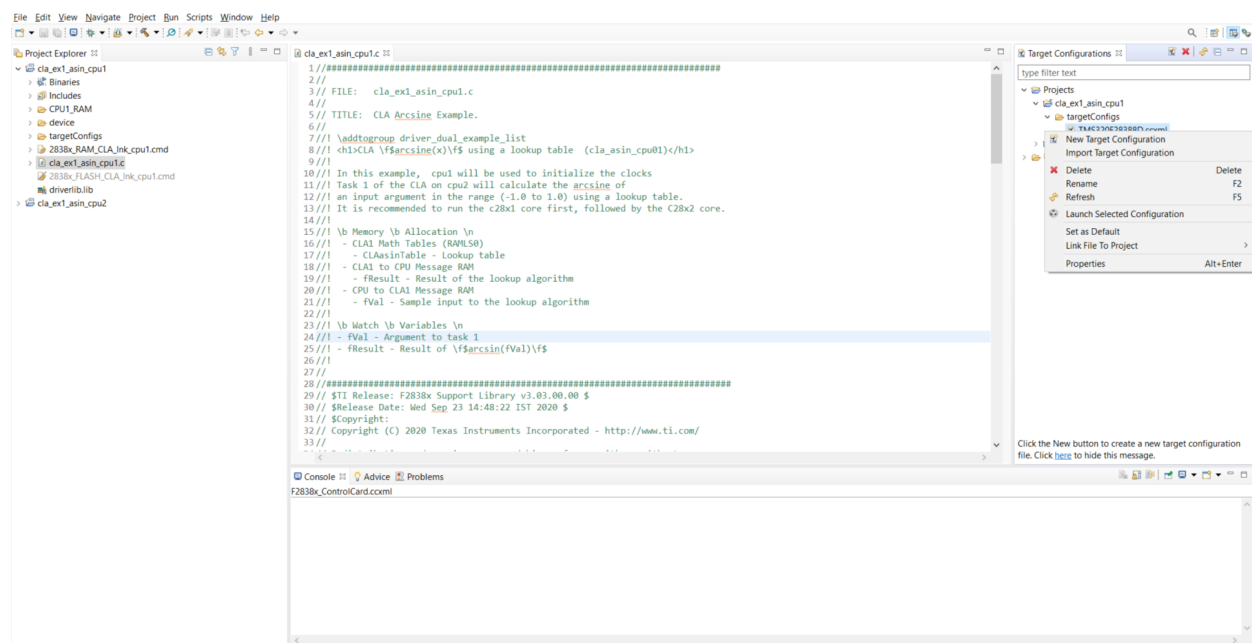 File Edit View Navigate Project Run Scripts Window Help
Project Explorer
cla_ex1_asin_cpu1
Binaries
Includes
CPU1_RAM
device
targetConfigs
2838x_RAM_CLA_lnk_cpu1.cmd
cla_ex1_asin_cpu1.c
2838x_FLASH_CLA_lnk_cpu1.cmd
driverlib.lib
cla_ex1_asin_cpu2
cla_ex1_asin_cpu1.c
1 //###########################################################################
2 //
3 // FILE:   cla_ex1_asin_cpu1.c
4 //
5 // TITLE:  CLA Arcsine Example.
6 //
7 //! \addtogroup driver_dual_example_list
8 //! <h1>CLA \f$arcsine(x)\f$ using a lookup table  (cla_asin_cpu01)</h1>
9 //!
10 //! In this example,  cpu1 will be used to initialize the clocks
11 //! Task 1 of the CLA on cpu2 will calculate the arcsine of
12 //! an input argument in the range (-1.0 to 1.0) using a lookup table.
13 //! It is recommended to run the c28x1 core first, followed by the C28x2 core.
14 //!
15 //! \b Memory \b Allocation \n
16 //!  - CLA1 Math Tables (RAMLS0)
17 //!    - CLAasinTable - Lookup table
18 //!  - CLA1 to CPU Message RAM
19 //!    - fResult - Result of the lookup algorithm
20 //!  - CPU to CLA1 Message RAM
21 //!    - fVal - Sample input to the lookup algorithm
22 //!
23 //! \b Watch \b Variables \n
24 //! - fVal - Argument to task 1
25 //! - fResult - Result of \f$arcsin(fVal)\f$
26 //!
27 //
28 //#############################################################################
29 // $TI Release: F2838x Support Library v3.03.00.00 $
30 // $Release Date: Wed Sep 23 14:48:22 IST 2020 $
31 // $Copyright:
32 // Copyright (C) 2020 Texas Instruments Incorporated - http://www.ti.com/
33 //
Target Configurations
type filter text
Projects
cla_ex1_asin_cpu1
targetConfigs
TMS320F28388D.ccxml
New Target Configuration
Import Target Configuration
Delete Delete
Rename F2
Refresh F5
Launch Selected Configuration
Set as Default
Link File To Project
Properties Alt+Enter
Click the New button to create a new target configuration
file. Click here to hide this message.
Console Advice Problems
F2838x_ControlCard.ccxml